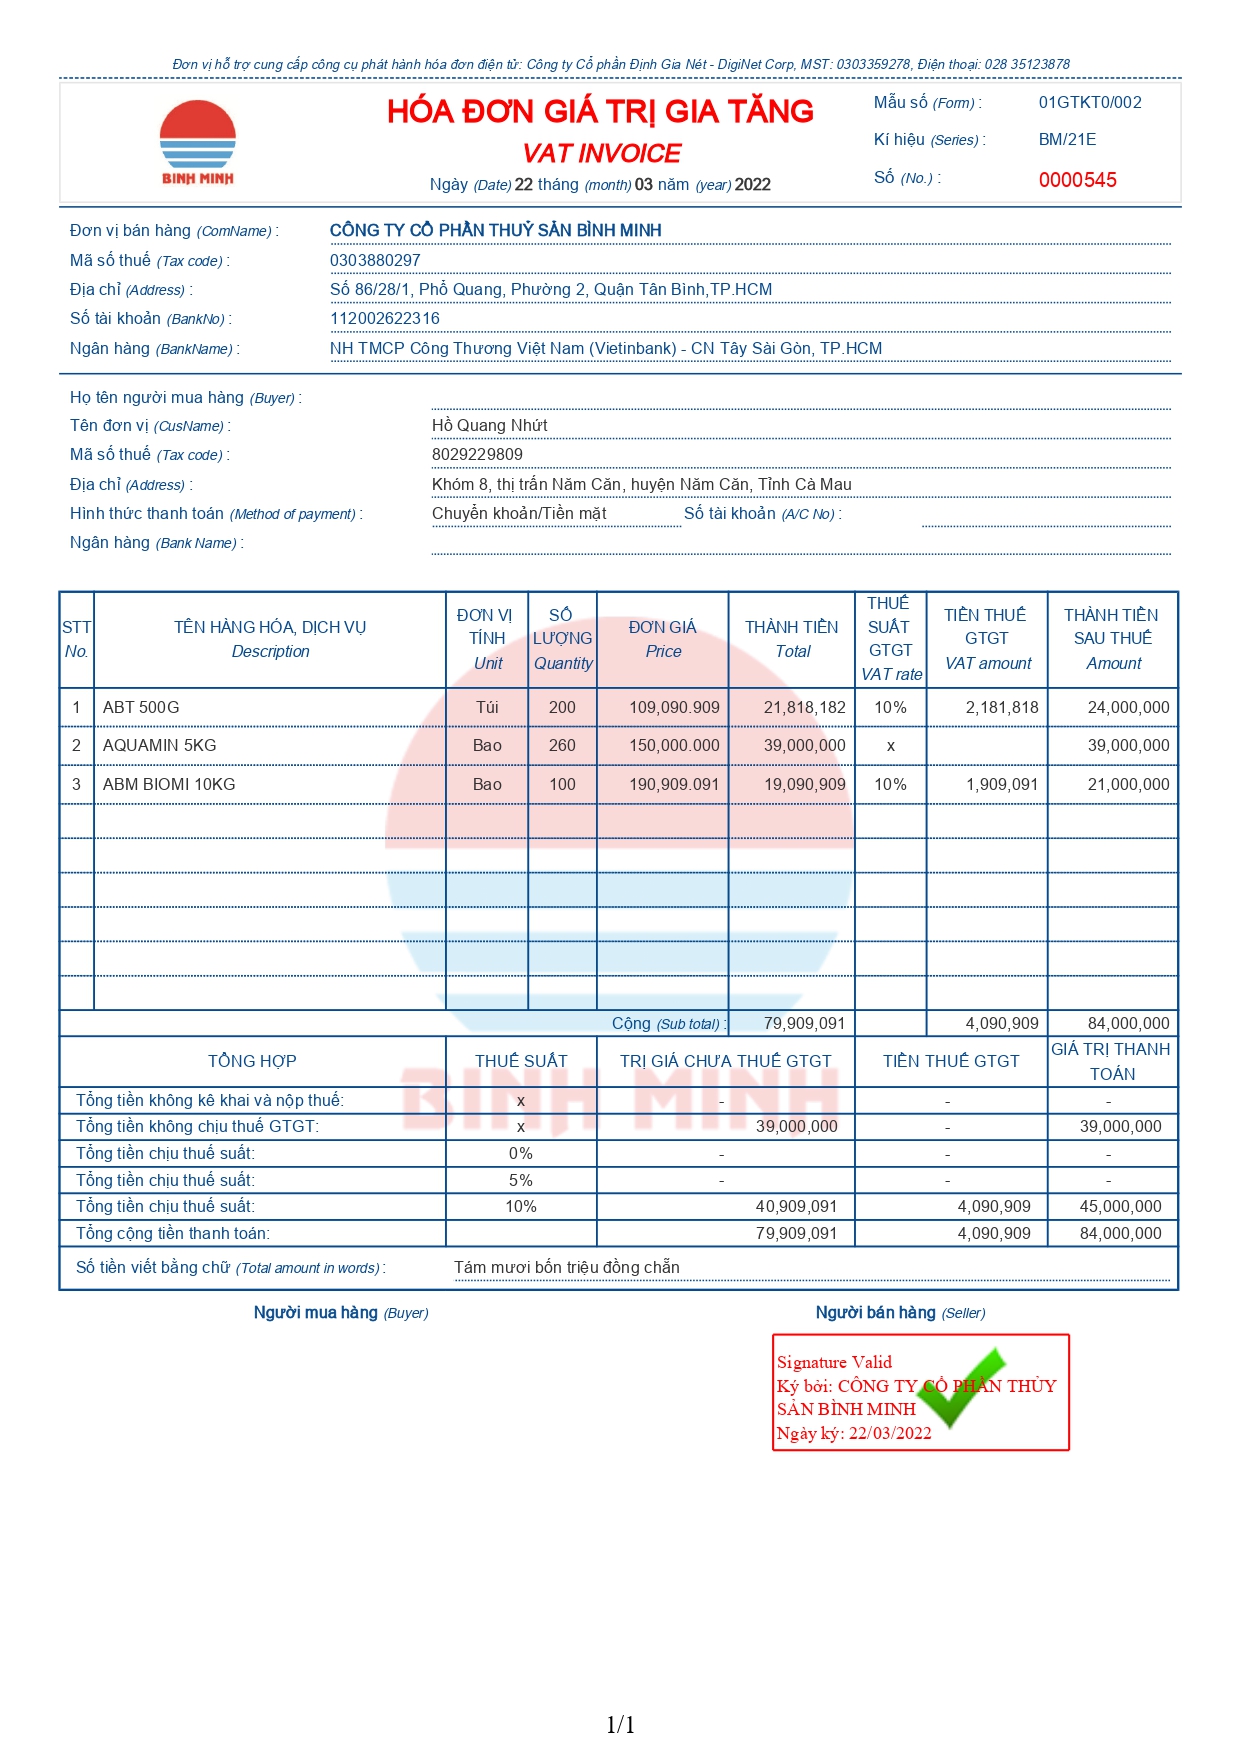 Đơn vị hỗ trợ cung cấp công cụ phát hành hóa đơn điện tử: Công ty Cổ phần Định Gia Nét - DigiNet Corp, MST: 0303359278, Điện thoại: 028 35123878
BINH MINH
HÓA ĐƠN GIÁ TRỊ GIA TĂNG
VAT INVOICE
Ngày (Date) 22 tháng (month) 03 năm (year) 2022
Mẫu số (Form) : 01GTKT0/002
Kí hiệu (Series) : BM/21E
Số (No.) : 0000545
Đơn vị bán hàng (ComName) : CÔNG TY CỔ PHẦN THUỶ SẢN BÌNH MINH
Mã số thuế (Tax code) : 0303880297
Địa chỉ (Address) : Số 86/28/1, Phổ Quang, Phường 2, Quận Tân Bình,TP.HCM
Số tài khoản (BankNo) : 112002622316
Ngân hàng (BankName) : NH TMCP Công Thương Việt Nam (Vietinbank) - CN Tây Sài Gòn, TP.HCM
Họ tên người mua hàng (Buyer) :
Tên đơn vị (CusName) : Hồ Quang Nhứt
Mã số thuế (Tax code) : 8029229809
Địa chỉ (Address) : Khóm 8, thị trấn Năm Căn, huyện Năm Căn, Tỉnh Cà Mau
Hình thức thanh toán (Method of payment) : Chuyển khoản/Tiền mặt Số tài khoản (A/C No) :
Ngân hàng (Bank Name) :
STT No.
TÊN HÀNG HÓA, DỊCH VỤ Description
ĐƠN VỊ TÍNH Unit
SỐ LƯỢNG Quantity
ĐƠN GIÁ Price
THÀNH TIỀN Total
THUẾ SUẤT GTGT VAT rate
TIỀN THUẾ GTGT VAT amount
THÀNH TIỀN SAU THUẾ Amount
1 ABT 500G Túi 200 109,090.909 21,818,182 10% 2,181,818 24,000,000
2 AQUAMIN 5KG Bao 260 150,000.000 39,000,000 x 39,000,000
3 ABM BIOMI 10KG Bao 100 190,909.091 19,090,909 10% 1,909,091 21,000,000
Cộng (Sub total) : 79,909,091 4,090,909 84,000,000
TỔNG HỢP THUẾ SUẤT TRỊ GIÁ CHƯA THUẾ GTGT TIỀN THUẾ GTGT GIÁ TRỊ THANH TOÁN
BINH MINH
Tổng tiền không kê khai và nộp thuế: x - - -
Tổng tiền không chịu thuế GTGT: x 39,000,000 - 39,000,000
Tổng tiền chịu thuế suất: 0% - - -
Tổng tiền chịu thuế suất: 5% - - -
Tổng tiền chịu thuế suất: 10% 40,909,091 4,090,909 45,000,000
Tổng cộng tiền thanh toán: 79,909,091 4,090,909 84,000,000
Số tiền viết bằng chữ (Total amount in words) : Tám mươi bốn triệu đồng chẵn
Người mua hàng (Buyer) Người bán hàng (Seller)
Signature Valid
Ký bởi: CÔNG TY CỔ PHẦN THỦY
SẢN BÌNH MINH
Ngày ký: 22/03/2022
1/1